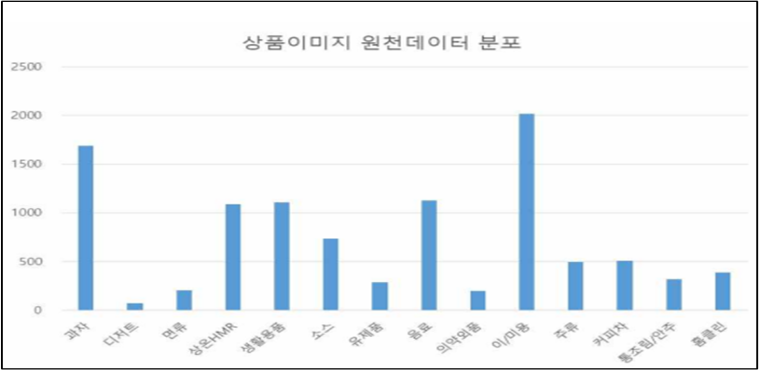 상품이미지 원천데이터 분포
2500
2000
1500
1000
500
0
과자
디저트
면류
상온HMR
생활용품
소스
유제품
음료
의약외품
이/미용
주류
커피차
통조림/안주
홈클린